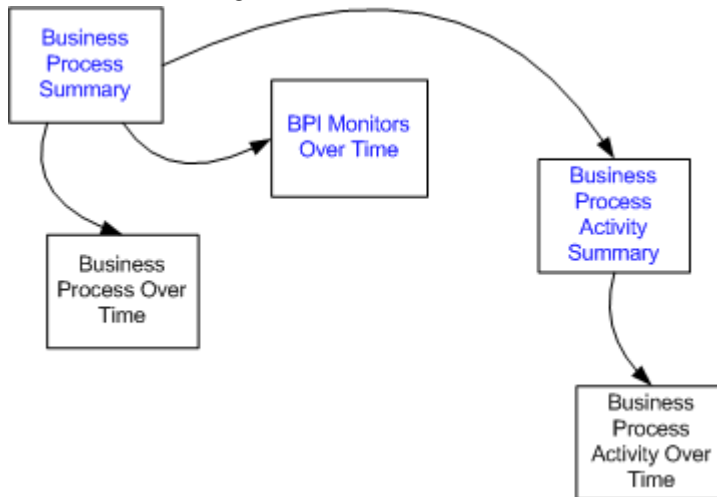 Business
Process
Summary
BPI Monitors
Over Time
Business
Process
Activity
Summary
Business
Process Over
Time
Business
Process
Activity Over
Time